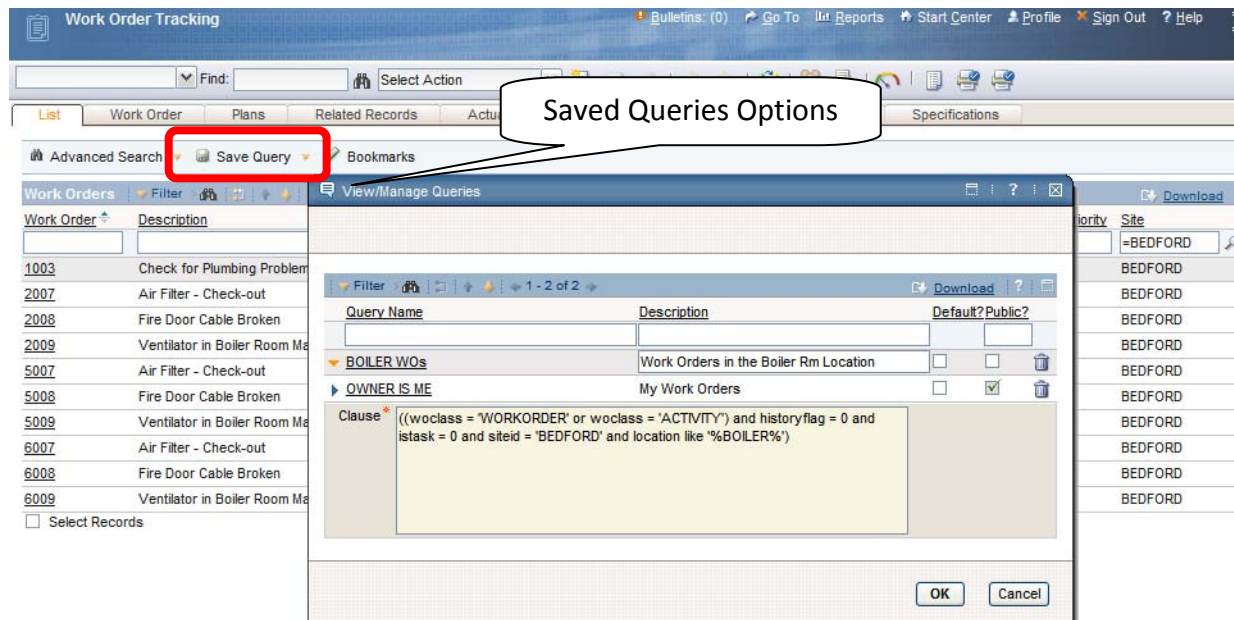 Work Order Tracking
Bulletins: (0) Go To Reports Start Center Profile Sign Out ? Help
Find: Select Action
Saved Queries Options
List Work Order Plans Related Records Specifications
Advanced Search Save Query Bookmarks
View/Manage Queries ?
Work Orders Filter Download
Work Order Description Site
=BEDFORD
1003 Check for Plumbing Problem BEDFORD
2007 Air Filter - Check-out BEDFORD
2008 Fire Door Cable Broken BEDFORD
2009 Ventilator in Boiler Room BEDFORD
5007 Air Filter - Check-out BEDFORD
5008 Fire Door Cable Broken BEDFORD
5009 Ventilator in Boiler Room BEDFORD
6007 Air Filter - Check-out BEDFORD
6008 Fire Door Cable Broken BEDFORD
6009 Ventilator in Boiler Room BEDFORD
Select Records
Filter 1 - 2 of 2 Download ?
Query Name Description Default? Public?
BOILER WOs Work Orders in the Boiler Rm Location
OWNER IS ME My Work Orders
Clause* ((woclass = 'WORKORDER' or woclass = 'ACTIVITY') and historyflag = 0 and
istask = 0 and siteid = 'BEDFORD' and location like '%BOILER%')
OK Cancel